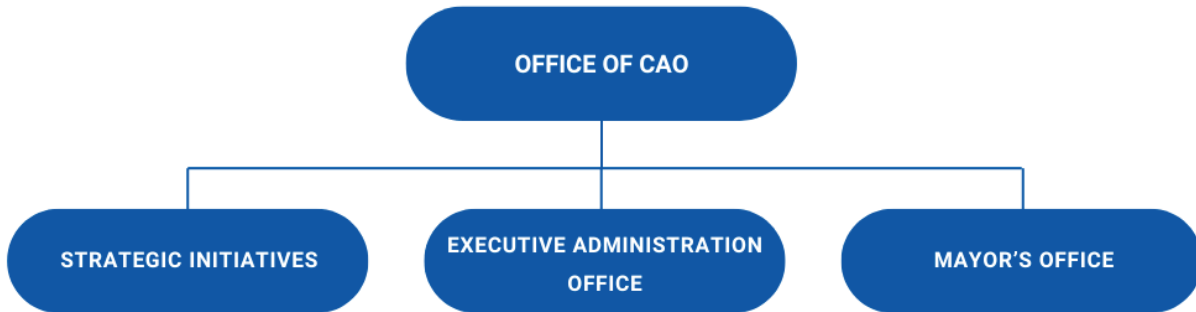 OFFICE OF CAO
STRATEGIC INITIATIVES
EXECUTIVE ADMINISTRATION
OFFICE
MAYOR’S OFFICE